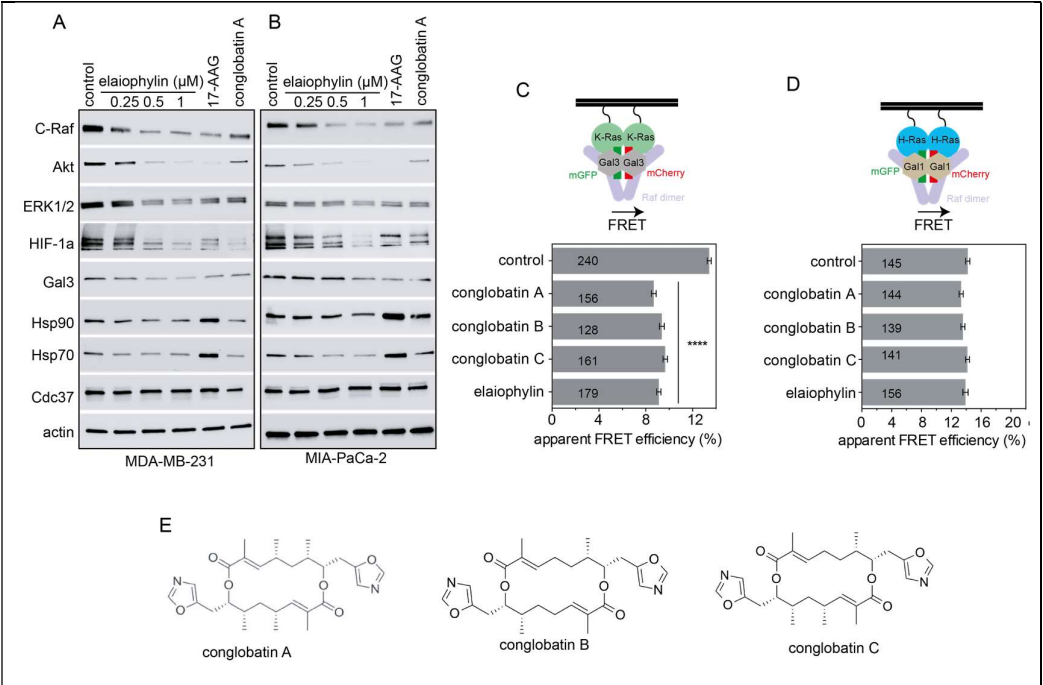 A
B
control
elaiophylin (µM)
0.25 0.5 1
17-AAG
conglobatin A
control
elaiophylin (µM)
0.25 0.5 1
17-AAG
conglobatin A
C-Raf
Akt
ERK1/2
HIF-1a
Gal3
Hsp90
Hsp70
Cdc37
actin
MDA-MB-231
MIA-PaCa-2
C
K-Ras K-Ras
Gal3 Gal3
mGFP mCherry
Raf dimer
FRET
control 240
conglobatin A 156
conglobatin B 128
conglobatin C 161
elaiophylin 179
****
0 4 8 12
apparent FRET efficiency (%)
D
H-Ras H-Ras
Gal1 Gal1
mGFP mCherry
Raf dimer
FRET
control 145
conglobatin A 144
conglobatin B 139
conglobatin C 141
elaiophylin 156
0 4 8 12 16 20
apparent FRET efficiency (%)
E
O
O
N
N
O
O
O
O
conglobatin A
O
O
N
N
O
O
O
O
conglobatin B
O
O
N
N
O
O
O
O
conglobatin C